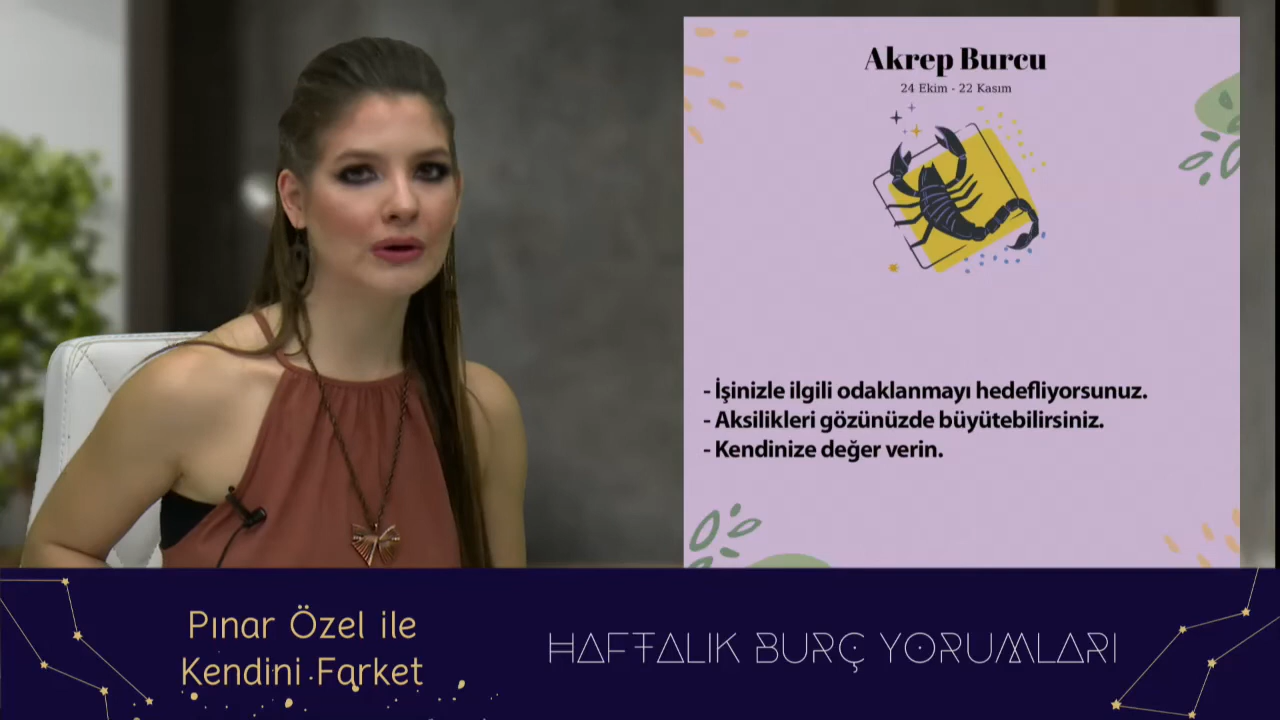 Akrep Burcu
24 Ekim - 22 Kasım
- İşinizle ilgili odaklanmayı hedefliyorsunuz.
- Aksilikleri gözünüzde büyütebilirsiniz.
- Kendinize değer verin.
Pınar Özel ile
Kendini Farket
HAFTALIK BURÇ YORUMLARI